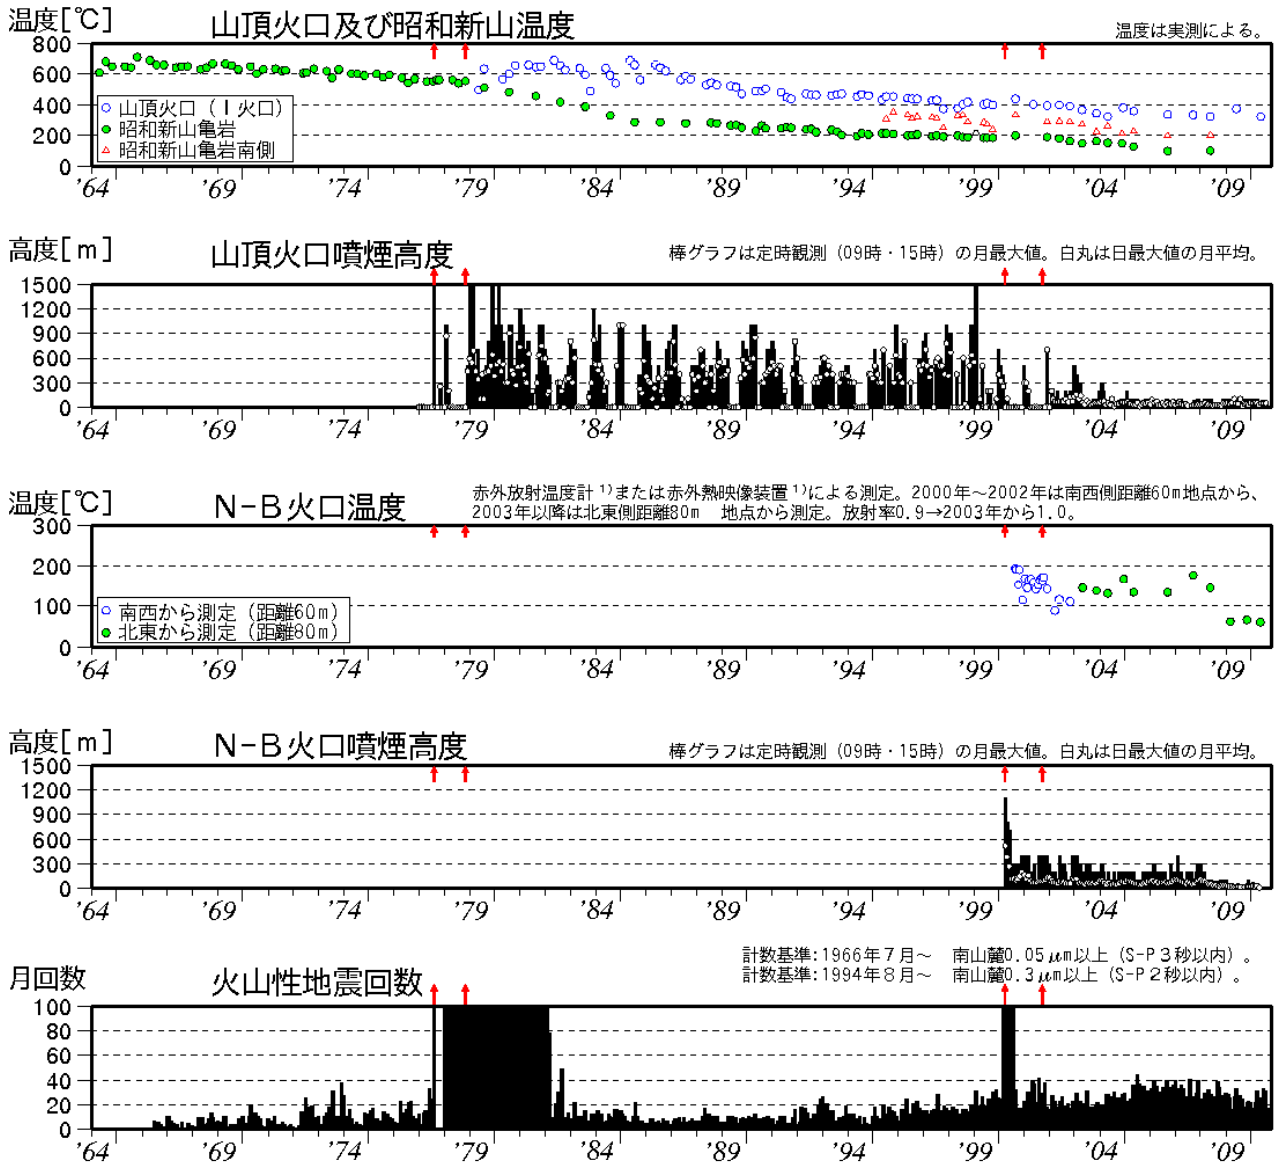 温度[℃]
山頂火口及び昭和新山温度
温度は実測による。
800
600
400
200
0
○ 山頂火口（Ｉ火口）
● 昭和新山亀岩
△ 昭和新山亀岩南側
'64 '69 '74 '79 '84 '89 '94 '99 '04 '09
高度[ｍ]
山頂火口噴煙高度
棒グラフは定時観測（09時・15時）の月最大値。白丸は日最大値の月平均。
1500
1200
900
600
300
0
'64 '69 '74 '79 '84 '89 '94 '99 '04 '09
温度[℃]
Ｎ−Ｂ火口温度
赤外放射温度計¹⁾または赤外熱映像装置¹⁾による測定。2000年～2002年は南西側距離60m地点から、
2003年以降は北東側距離80m 地点から測定。放射率0.9→2003年から1.0。
300
200
100
0
○ 南西から測定（距離60m）
● 北東から測定（距離80m）
'64 '69 '74 '79 '84 '89 '94 '99 '04 '09
高度[ｍ]
Ｎ−Ｂ火口噴煙高度
棒グラフは定時観測（09時・15時）の月最大値。白丸は日最大値の月平均。
1500
1200
900
600
300
0
'64 '69 '74 '79 '84 '89 '94 '99 '04 '09
月回数
火山性地震回数
計数基準:1966年７月～ 南山麓0.05μm以上（S-P３秒以内）。
計数基準:1994年８月～ 南山麓0.3μm以上（S-P２秒以内）。
100
80
60
40
20
0
'64 '69 '74 '79 '84 '89 '94 '99 '04 '09